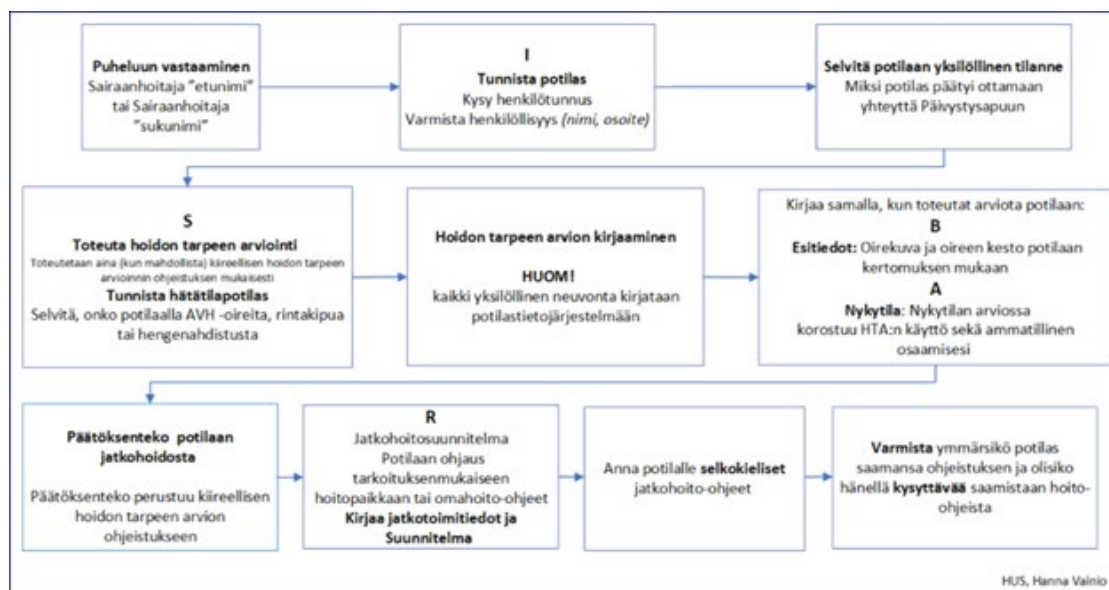 Puheluun vastaaminen
Sairaanhoitaja "etunimi"
tai Sairaanhoitaja
"sukunimi"
I
Tunnista potilas
Kysy henkilötunnus
Varmista henkilöllisyys (nimi, osoite)
Selvitä potilaan yksilöllinen tilanne
Miksi potilas päätyi ottamaan
yhteyttä Päivystysapuun
S
Toteuta hoidon tarpeen arviointi
Toteutetaan aina (kun mahdollista) kiireellisen hoidon tarpeen
arvioinnin ohjeistuksen mukaisesti
Tunnista hätätilapotilas
Selvitä, onko potilaalla AVH -oireita, rintakipua
tai hengenahdistusta
Hoidon tarpeen arvion kirjaaminen
HUOM!
kaikki yksilöllinen neuvonta kirjataan
potilastietojärjestelmään
Kirjaa samalla, kun toteutat arviota potilaan:
B
Esitiedot: Oirekuva ja oireen kesto potilaan
kertomuksen mukaan
A
Nykytila: Nykytilan arviossa
korostuu HTA:n käyttö sekä ammatillinen
osaamisesi
Päätöksenteko potilaan
jatkohoidosta
Päätöksenteko perustuu kiireellisen
hoidon tarpeen arvion
ohjeistukseen
R
Jatkohoitosuunnitelma
Potilaan ohjaus
tarkoituksenmukaiseen
hoitopaikkaan tai omahoito-ohjeet
Kirjaa jatkotoimitiedot ja
Suunnitelma
Anna potilalle selkokieliset
jatkohoito-ohjeet
Varmista ymmärsikö potilas
saamansa ohjeistuksen ja olisiko
hänellä kysyttävää saamistaan hoito-
ohjeista
HUS, Hanna Vainio